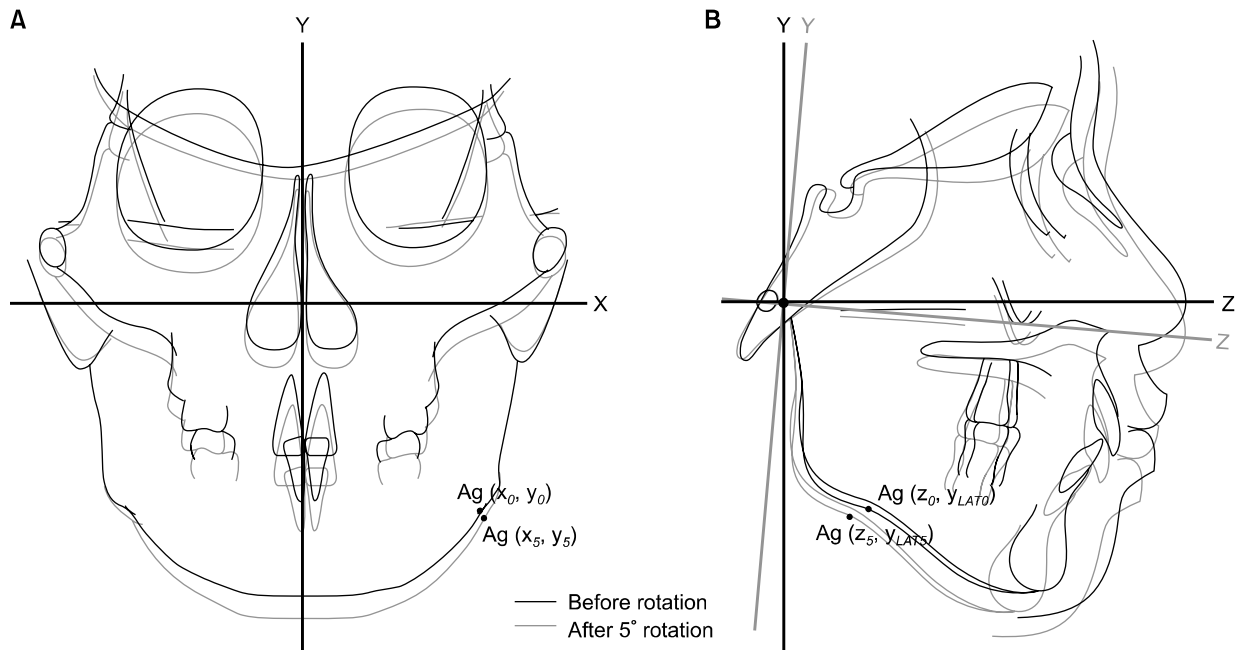 A
B
Y
Y Y
X
Z
Z
Ag (x0, y0)
Ag (x5, y5)
Ag (z0, yLAT0)
Ag (z5, yLAT5)
Before rotation
After 5° rotation